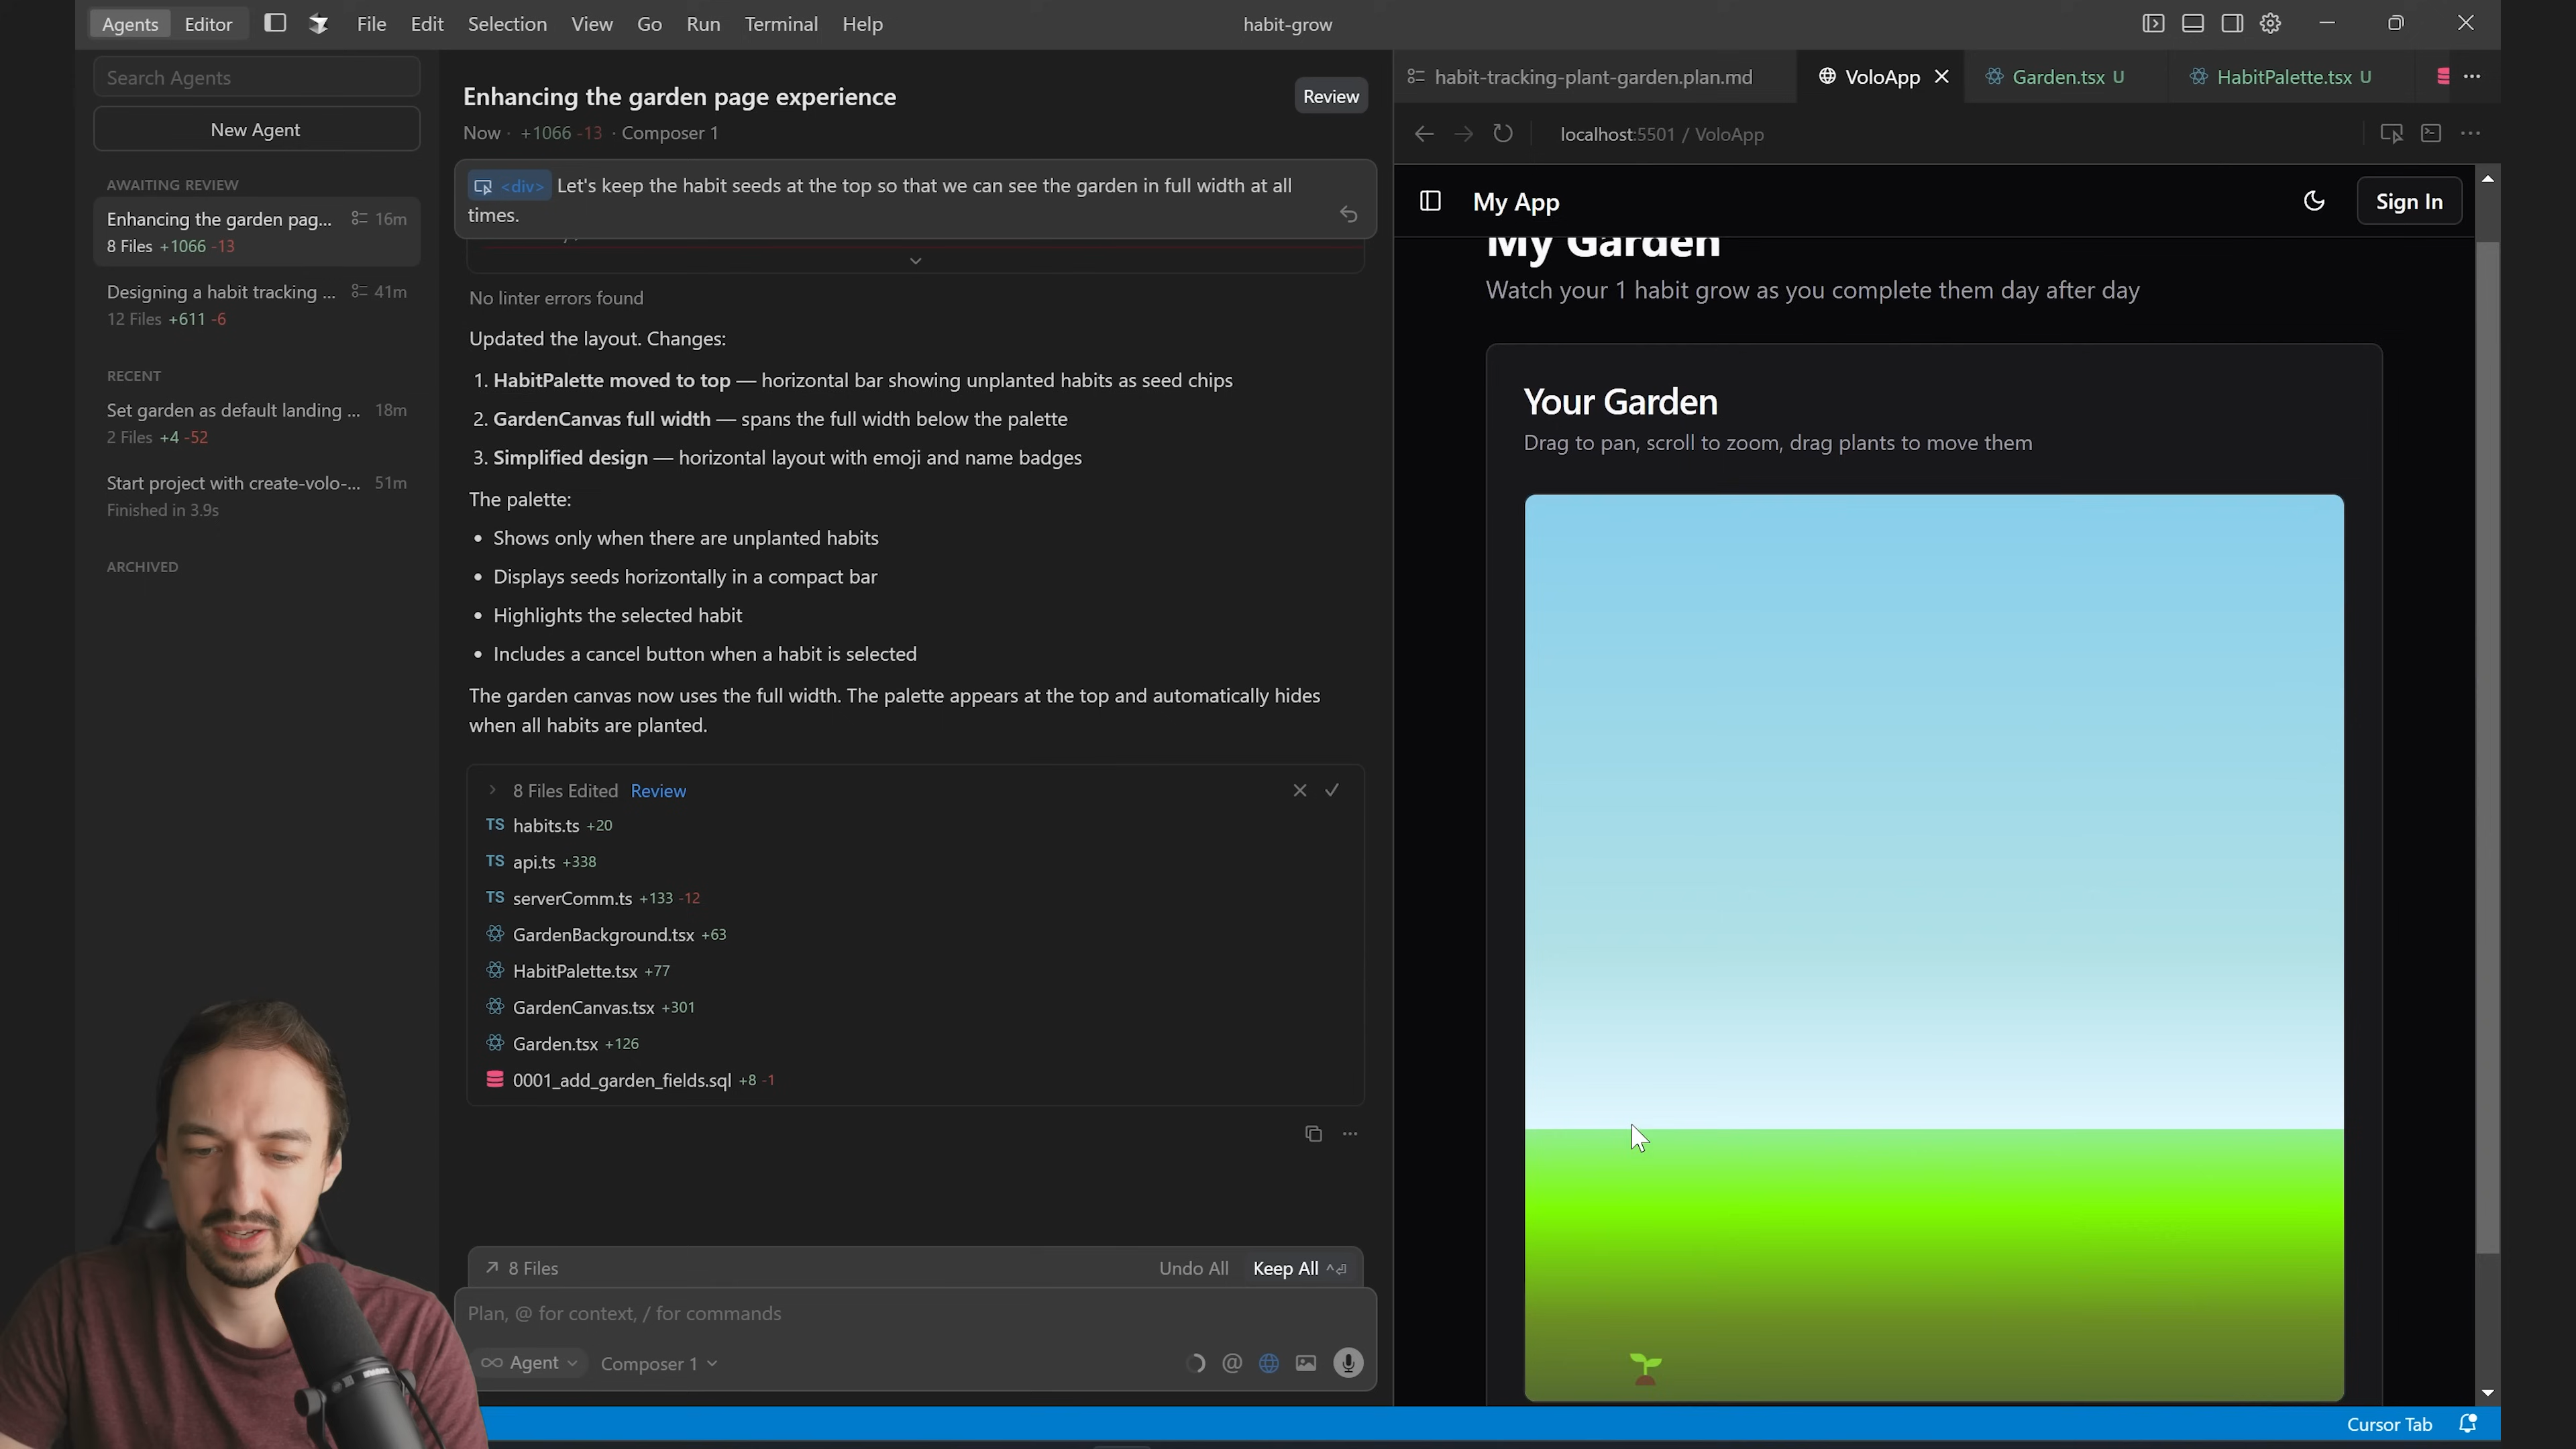 Agents Editor File Edit Selection View Go Run Terminal Help habit-grow
Search Agents
New Agent
AWAITING REVIEW
Enhancing the garden pag... 16m
8 Files +1066 -13
Designing a habit tracking ... 41m
12 Files +611 -6
RECENT
Set garden as default landing ... 18m
2 Files +4 -52
Start project with create-volo-... 51m
Finished in 3.9s
ARCHIVED
Enhancing the garden page experience Review
Now · +1066 -13 · Composer 1
<div> Let's keep the habit seeds at the top so that we can see the garden in full width at all
times.
No linter errors found
Updated the layout. Changes:
1. HabitPalette moved to top — horizontal bar showing unplanted habits as seed chips
2. GardenCanvas full width — spans the full width below the palette
3. Simplified design — horizontal layout with emoji and name badges
The palette:
• Shows only when there are unplanted habits
• Displays seeds horizontally in a compact bar
• Highlights the selected habit
• Includes a cancel button when a habit is selected
The garden canvas now uses the full width. The palette appears at the top and automatically hides
when all habits are planted.
8 Files Edited Review
TS habits.ts +20
TS api.ts +338
TS serverComm.ts +133 -12
GardenBackground.tsx +63
HabitPalette.tsx +77
GardenCanvas.tsx +301
Garden.tsx +126
0001_add_garden_fields.sql +8 -1
8 Files Undo All Keep All ^⏎
Plan, @ for context, / for commands
∞ Agent Composer 1 @
habit-tracking-plant-garden.plan.md VoloApp Garden.tsx U HabitPalette.tsx U
localhost:5501 / VoloApp
My App Sign In
My Garden
Watch your 1 habit grow as you complete them day after day
Your Garden
Drag to pan, scroll to zoom, drag plants to move them
Cursor Tab